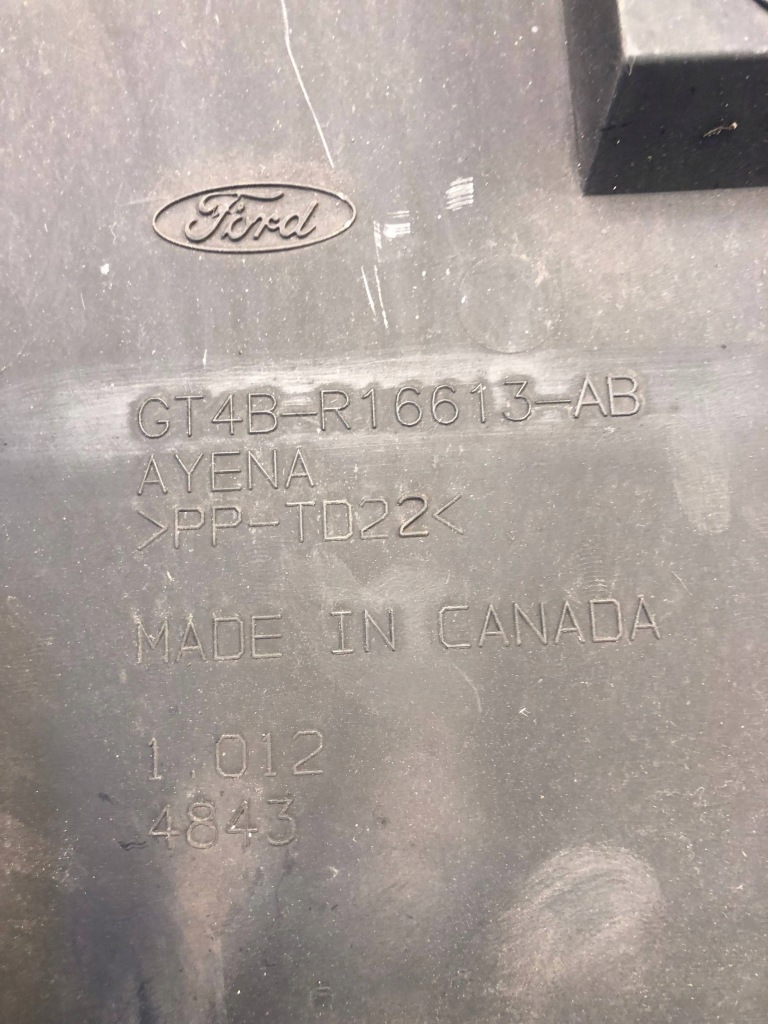 Ford
GT4B-R16613-AB
AYENA
>PP-TD22<
MADE IN CANADA
1.012
4843